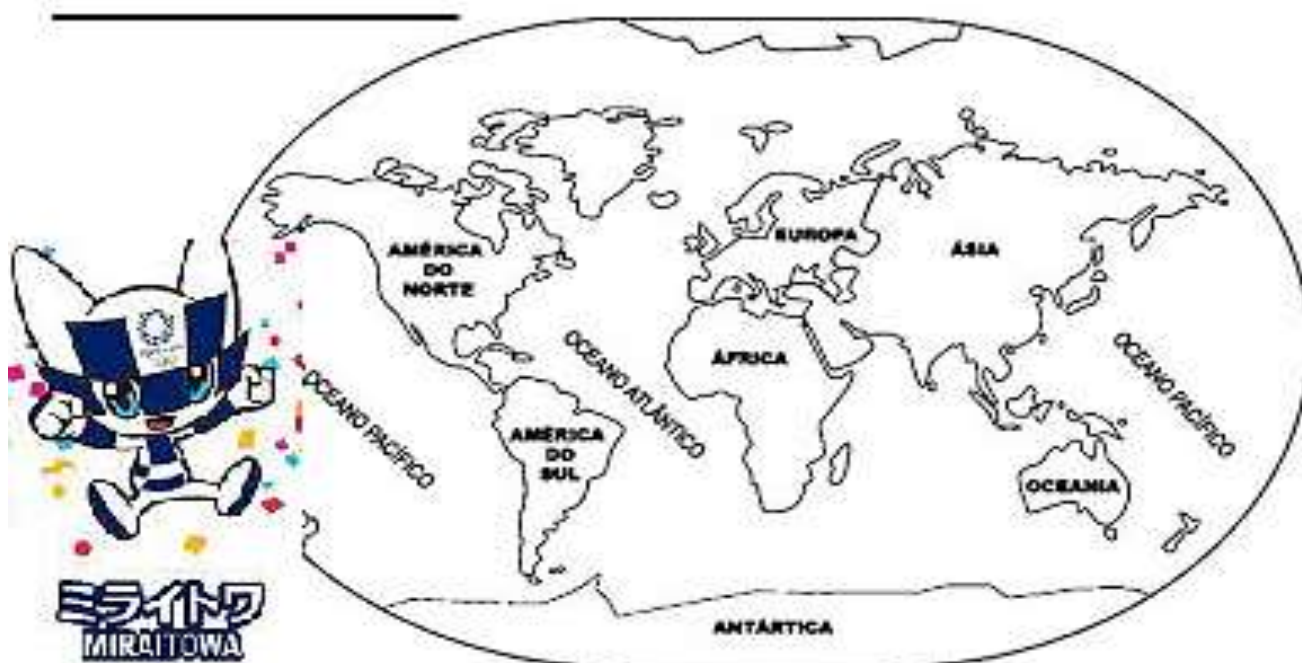 AMÉRICA
DO
NORTE
EUROPA
ÁSIA
OCEANO PACÍFICO
OCEANO ATLÂNTICO
ÁFRICA
OCEANO PACÍFICO
AMÉRICA
DO
SUL
OCEANIA
ANTÁRTICA
ミライトワ
MIRAITOWA